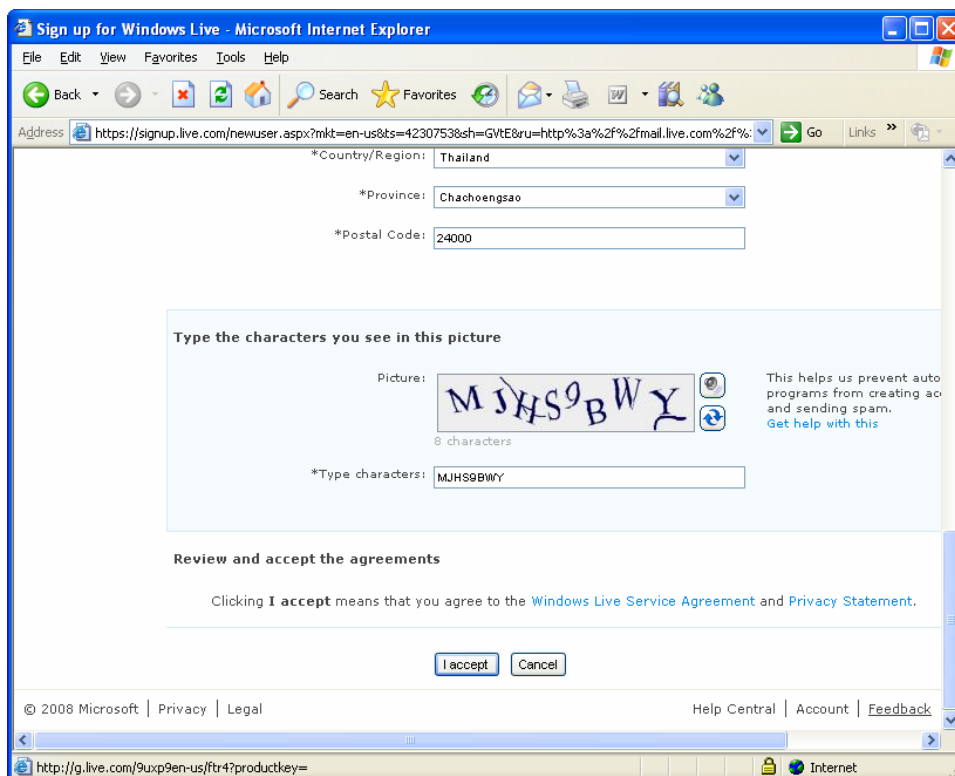 Sign up for Windows Live - Microsoft Internet Explorer
File Edit View Favorites Tools Help
Back Search Favorites
Address https://signup.live.com/newuser.aspx?mkt=en-us&ts=4230753&sh=GVtE&ru=http%3a%2f%2fmail.live.com%2f%: Go Links »
*Country/Region: Thailand
*Province: Chachoengsao
*Postal Code: 24000
Type the characters you see in this picture
Picture: MJHS9BWY
This helps us prevent auto
programs from creating acc
and sending spam.
Get help with this
8 characters
*Type characters: MJHS9BWY
Review and accept the agreements
Clicking I accept means that you agree to the Windows Live Service Agreement and Privacy Statement.
I accept Cancel
© 2008 Microsoft | Privacy | Legal Help Central | Account | Feedback
http://g.live.com/9uxp9en-us/ftr4?productkey= Internet